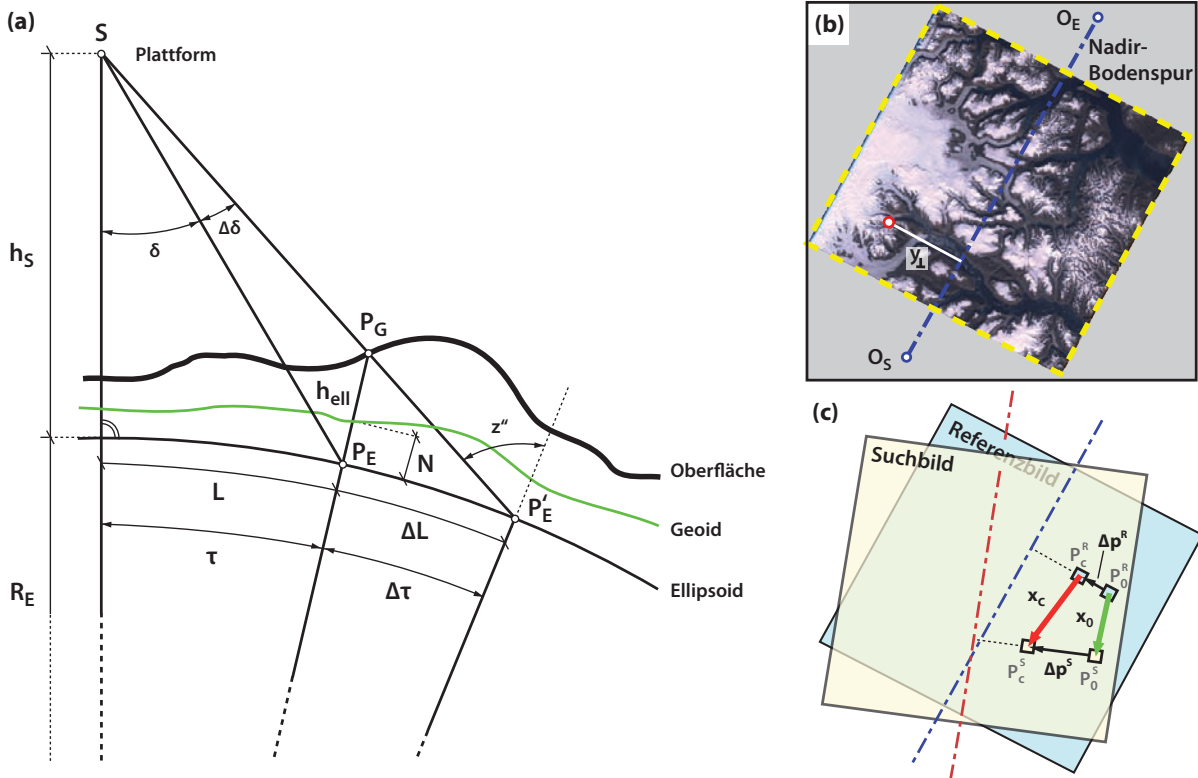 (a)
S
Plattform
δ
Δδ
h_S
P_G
h_ell
z"
P_E
N
Oberfläche
L
P'_E
ΔL
Geoid
τ
Δτ
R_E
Ellipsoid
(b)
O_E
Nadir-
Bodenspur
y⊥
O_S
(c)
Referenzbild
Suchbild
P_c^R
Δp^R
P_0^R
x_c
x_0
P_c^S
Δp^S
P_0^S